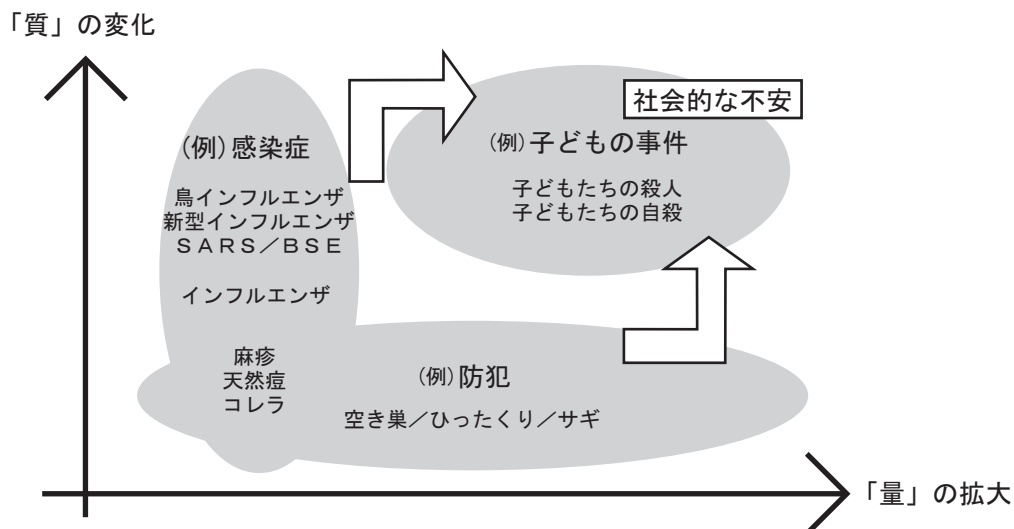 「質」の変化
社会的な不安
(例)感染症
鳥インフルエンザ
新型インフルエンザ
SARS/BSE
インフルエンザ
麻疹
天然痘
コレラ
(例)子どもの事件
子どもたちの殺人
子どもたちの自殺
(例)防犯
空き巣/ひったくり/サギ
「量」の拡大